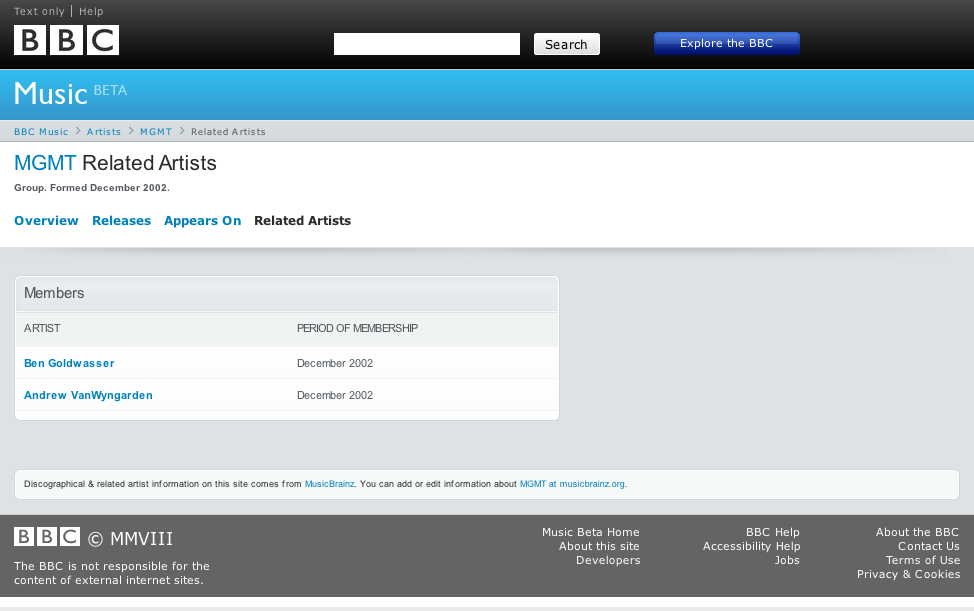 Text only | Help
BBC Search Explore the BBC
Music BETA
BBC Music > Artists > MGMT > Related Artists
MGMT Related Artists
Group. Formed December 2002.
Overview Releases Appears On Related Artists
Members
ARTIST PERIOD OF MEMBERSHIP
Ben Goldwasser December 2002
Andrew VanWyngarden December 2002
Discographical & related artist information on this site comes from MusicBrainz. You can add or edit information about MGMT at musicbrainz.org.
BBC © MMVIII
The BBC is not responsible for the
content of external internet sites.
Music Beta Home
About this site
Developers
BBC Help
Accessibility Help
Jobs
About the BBC
Contact Us
Terms of Use
Privacy & Cookies